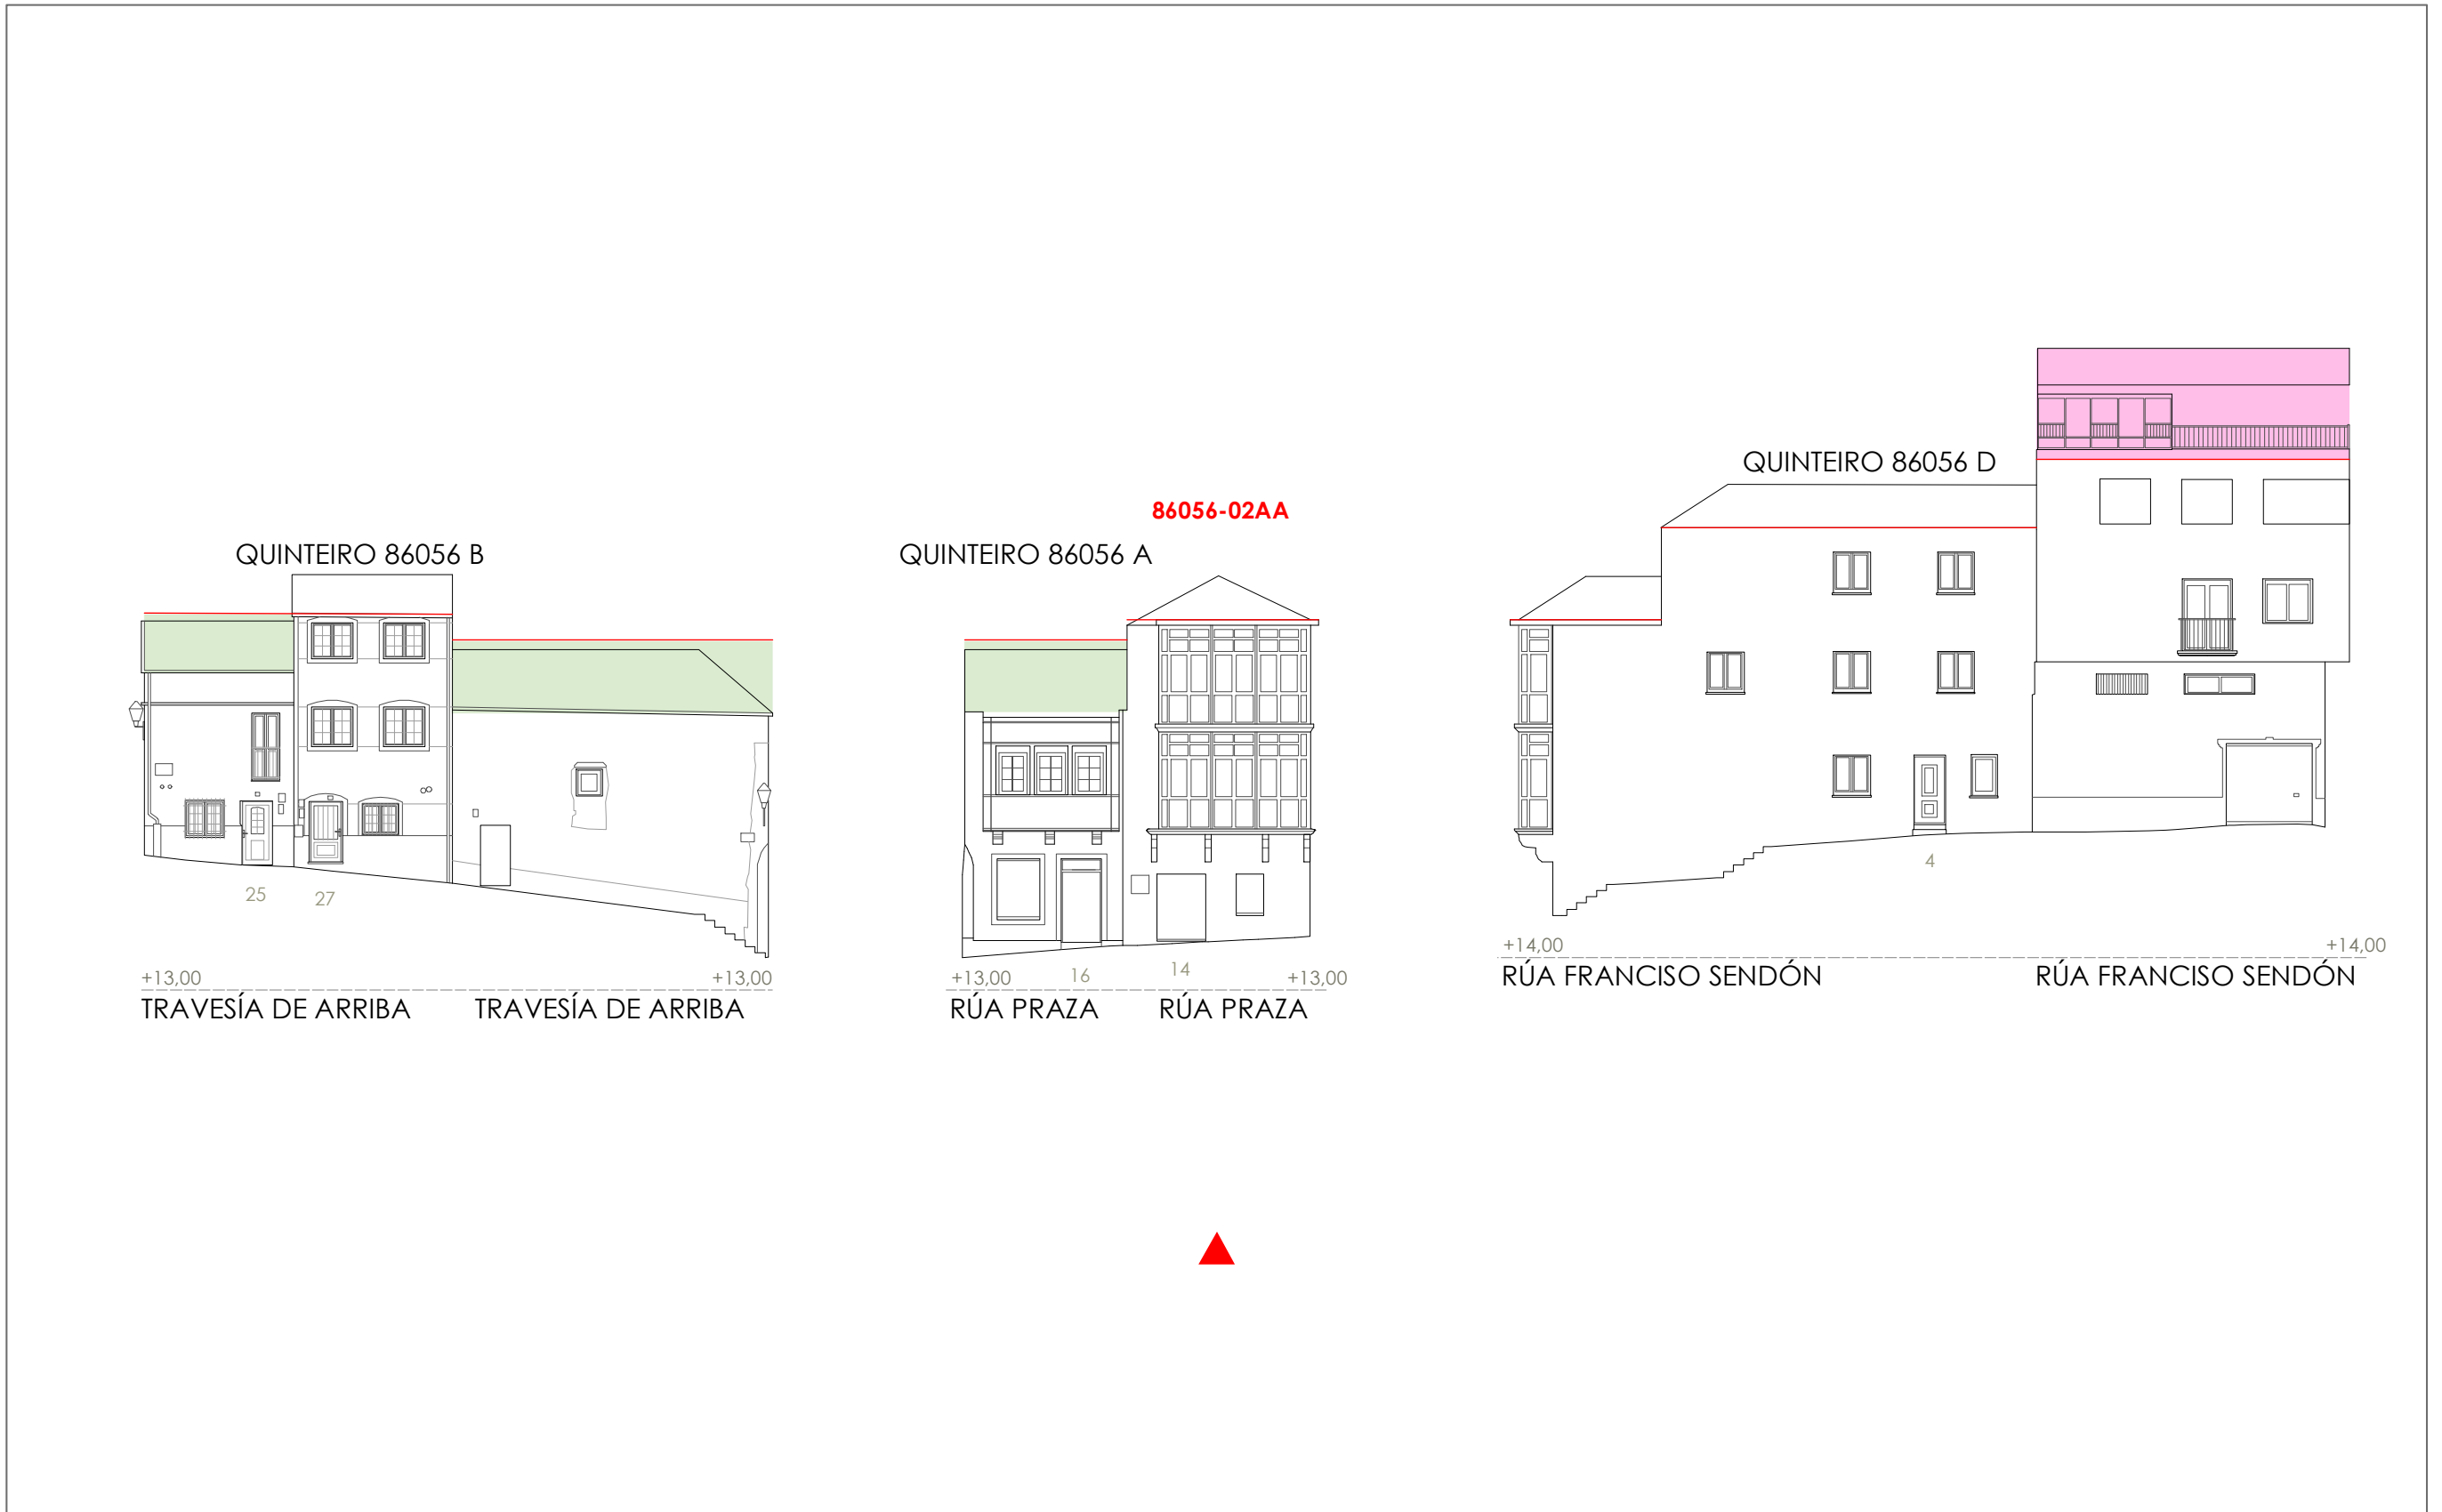 QUINTEIRO 86056 B
25
27
+13,00
+13,00
TRAVESÍA DE ARRIBA
TRAVESÍA DE ARRIBA
86056-02AA
QUINTEIRO 86056 A
16
14
+13,00
+13,00
RÚA PRAZA
RÚA PRAZA
QUINTEIRO 86056 D
4
+14,00
+14,00
RÚA FRANCISO SENDÓN
RÚA FRANCISO SENDÓN